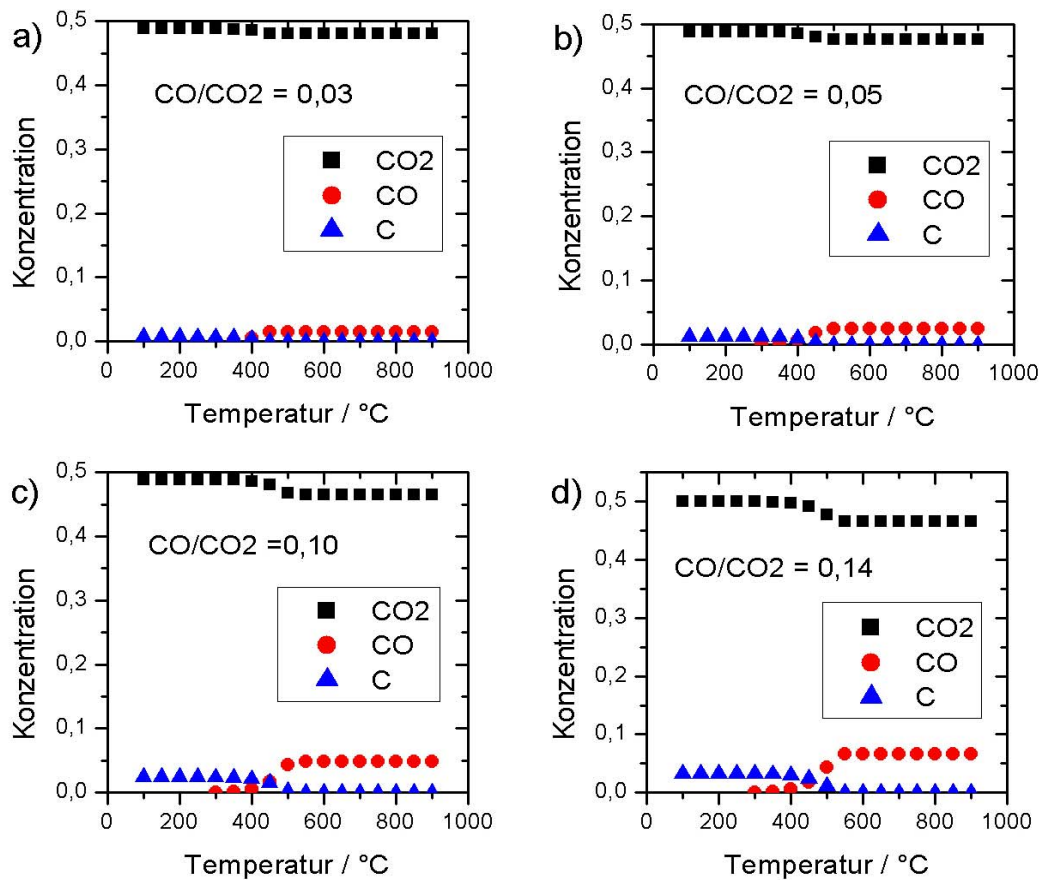 a)
0,5
0,4
0,3
0,2
0,1
0,0
Konzentration
CO/CO2 = 0,03
CO2
CO
C
0 200 400 600 800 1000
Temperatur / °C
b)
0,5
0,4
0,3
0,2
0,1
0,0
Konzentration
CO/CO2 = 0,05
CO2
CO
C
0 200 400 600 800 1000
Temperatur / °C
c)
0,5
0,4
0,3
0,2
0,1
0,0
Konzentration
CO/CO2 =0,10
CO2
CO
C
0 200 400 600 800 1000
Temperatur / °C
d)
0,5
0,4
0,3
0,2
0,1
0,0
Konzentration
CO/CO2 = 0,14
CO2
CO
C
0 200 400 600 800 1000
Temperatur / °C